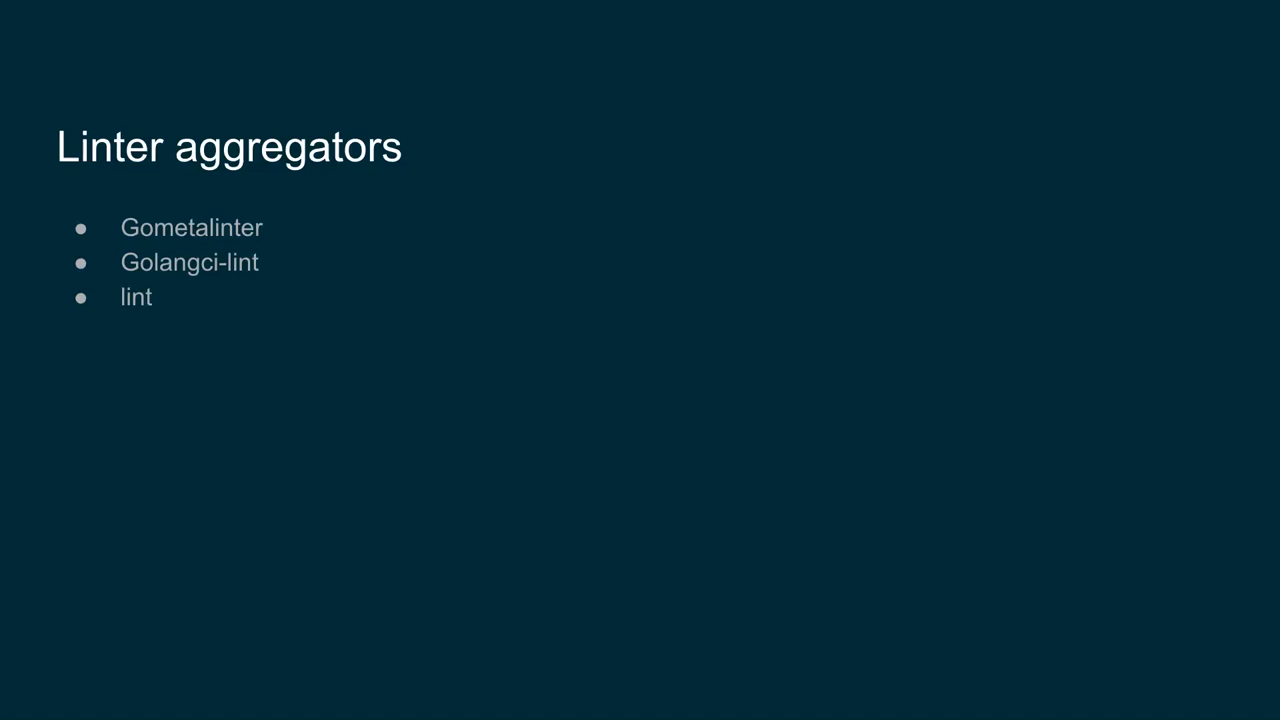 Linter aggregators
● Gometalinter
● Golangci-lint
● lint